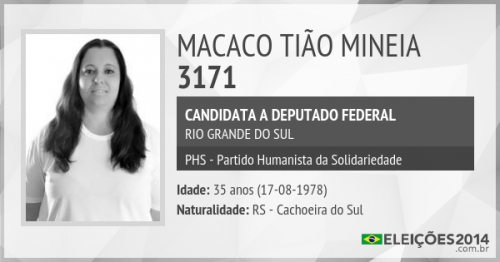 MACACO TIÃO MINEIA
3171
CANDIDATA A DEPUTADO FEDERAL
RIO GRANDE DO SUL
PHS - Partido Humanista da Solidariedade
Idade: 35 anos (17-08-1978)
Naturalidade: RS - Cachoeira do Sul
ELEIÇÕES2014
.com.br